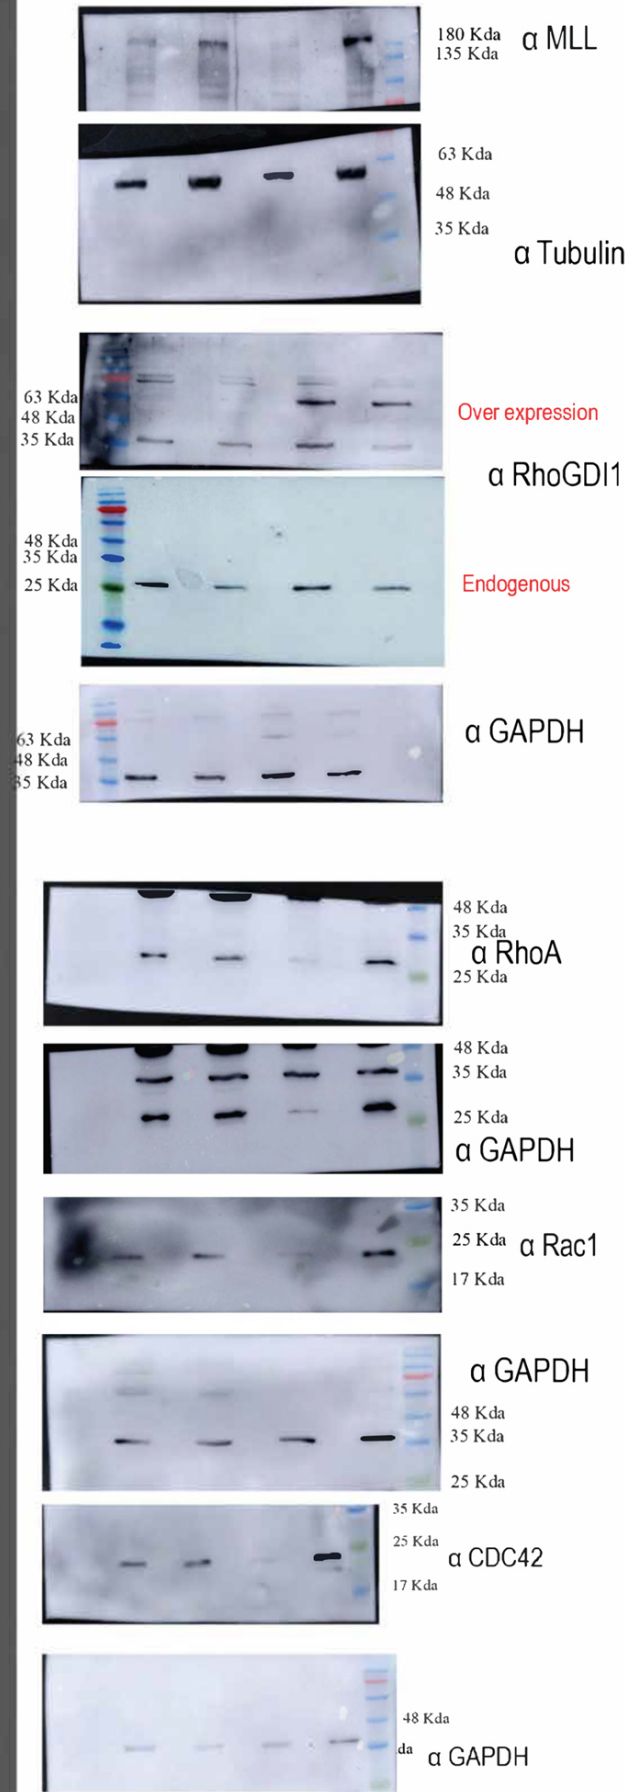 180 Kda
135 Kda
α MLL
63 Kda
48 Kda
35 Kda
α Tubulin
63 Kda
48 Kda
35 Kda
Over expression
α RhoGDI1
48 Kda
35 Kda
25 Kda
Endogenous
63 Kda
48 Kda
35 Kda
α GAPDH
48 Kda
35 Kda
α RhoA
25 Kda
48 Kda
35 Kda
25 Kda
α GAPDH
35 Kda
25 Kda
α Rac1
17 Kda
α GAPDH
48 Kda
35 Kda
25 Kda
35 Kda
25 Kda
α CDC42
17 Kda
48 Kda
da
α GAPDH